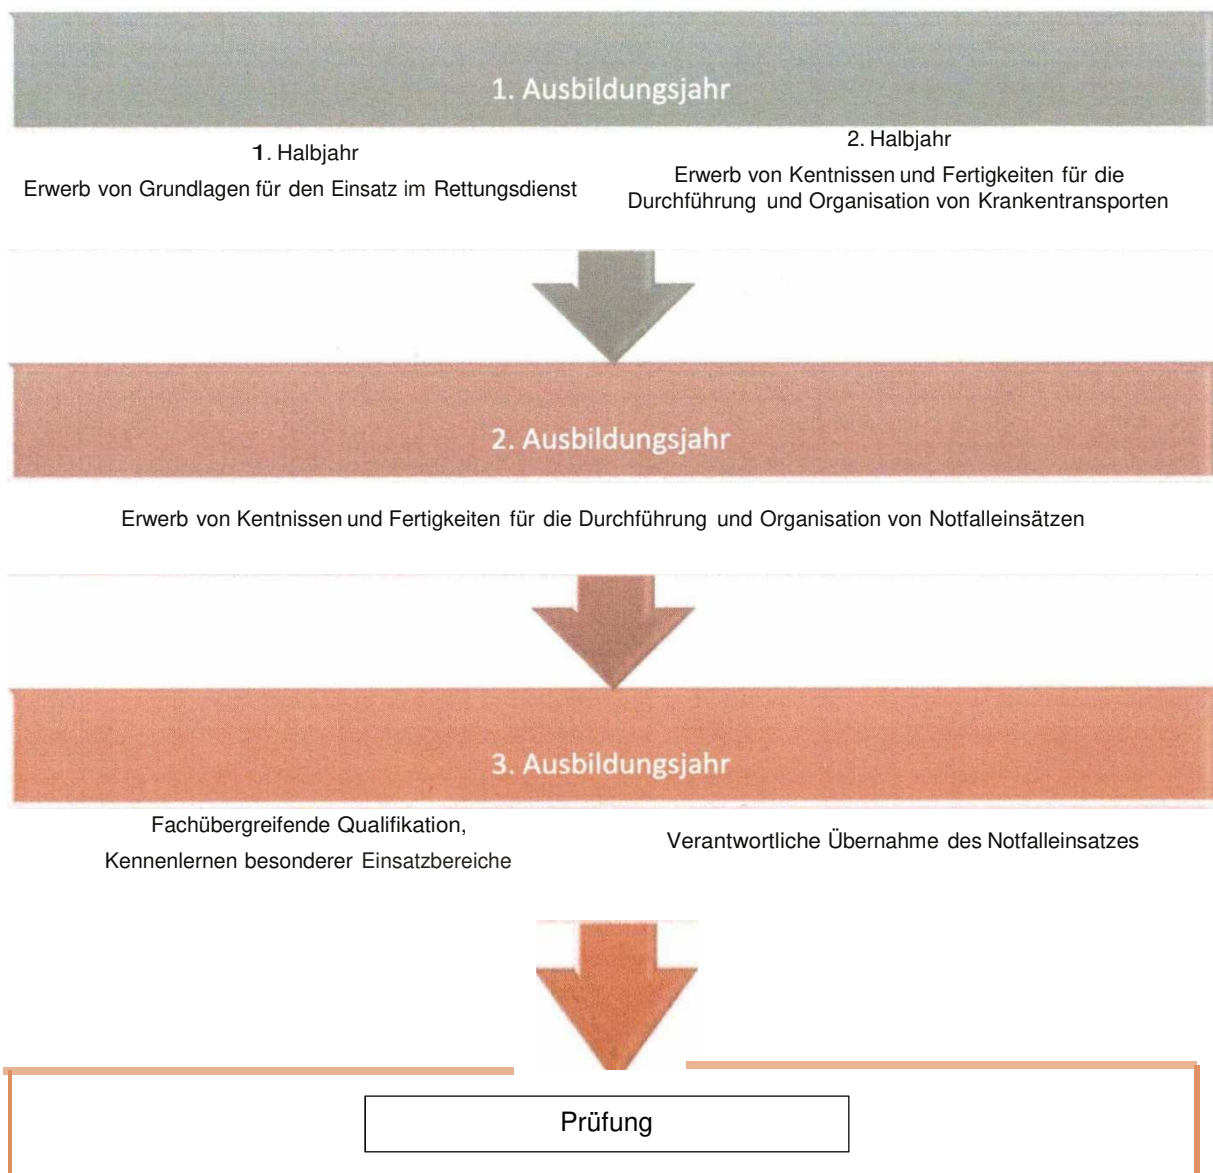 1. Ausbildungsjahr
1. Halbjahr
Erwerb von Grundlagen für den Einsatz im Rettungsdienst
2. Halbjahr
Erwerb von Kentnissen und Fertigkeiten für die
Durchführung und Organisation von Krankentransporten
2. Ausbildungsjahr
Erwerb von Kentnissen und Fertigkeiten für die Durchführung und Organisation von Notfalleinsätzen
3. Ausbildungsjahr
Fachübergreifende Qualifikation,
Kennenlernen besonderer Einsatzbereiche
Verantwortliche Übernahme des Notfalleinsatzes
Prüfung